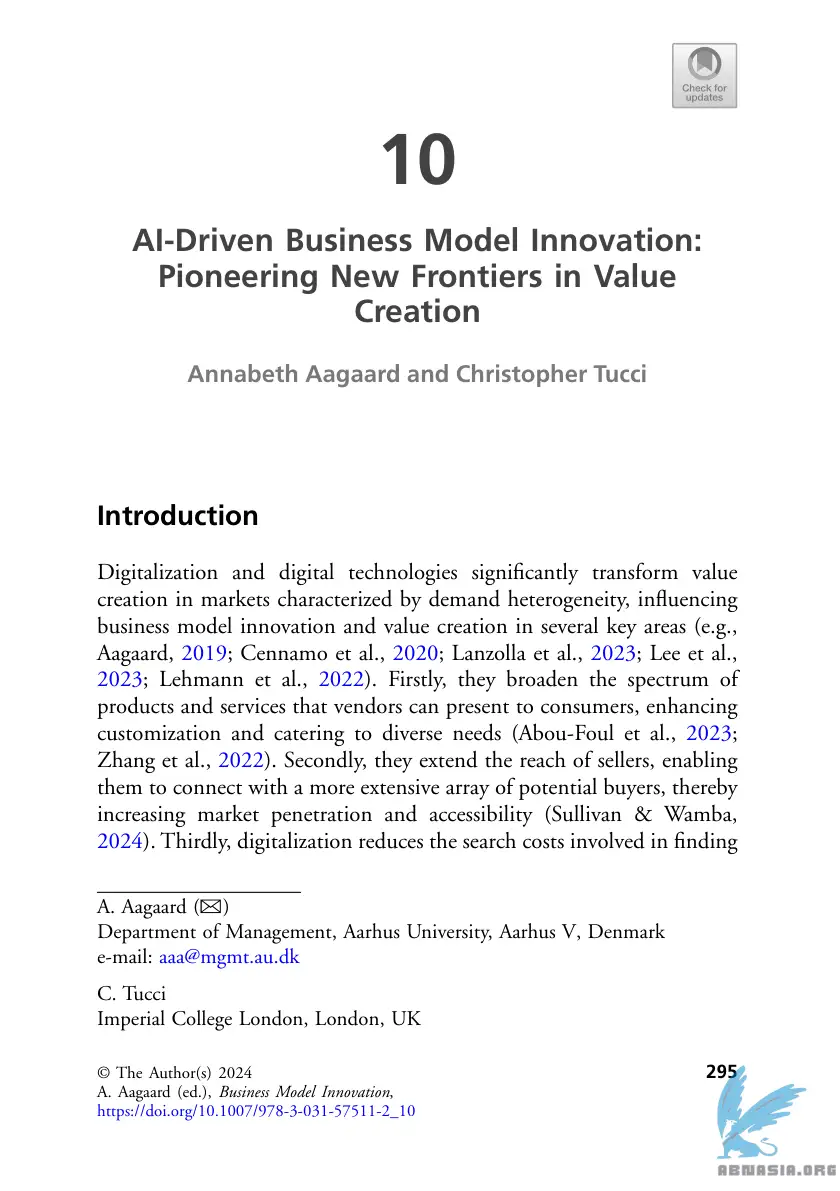 Check for
updates
10
AI-Driven Business Model Innovation:
Pioneering New Frontiers in Value
Creation
Annabeth Aagaard and Christopher Tucci
Introduction
Digitalization and digital technologies significantly transform value
creation in markets characterized by demand heterogeneity, influencing
business model innovation and value creation in several key areas (e.g.,
Aagaard, 2019; Cennamo et al., 2020; Lanzolla et al., 2023; Lee et al.,
2023; Lehmann et al., 2022). Firstly, they broaden the spectrum of
products and services that vendors can present to consumers, enhancing
customization and catering to diverse needs (Abou-Foul et al., 2023;
Zhang et al., 2022). Secondly, they extend the reach of sellers, enabling
them to connect with a more extensive array of potential buyers, thereby
increasing market penetration and accessibility (Sullivan & Wamba,
2024). Thirdly, digitalization reduces the search costs involved in finding
A. Aagaard (✉)
Department of Management, Aarhus University, Aarhus V, Denmark
e-mail: aaa@mgmt.au.dk
C. Tucci
Imperial College London, London, UK
© The Author(s) 2024
295
A. Aagaard (ed.), Business Model Innovation,
https://doi.org/10.1007/978-3-031-57511-2_10
ABNASIA.ORG